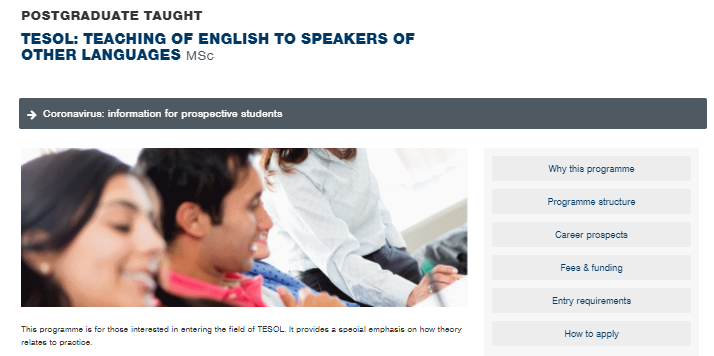 POSTGRADUATE TAUGHT
TESOL: TEACHING OF ENGLISH TO SPEAKERS OF
OTHER LANGUAGES MSc
→ Coronavirus: information for prospective students
Why this programme
Programme structure
Career prospects
Fees & funding
Entry requirements
How to apply
This programme is for those interested in entering the field of TESOL. It provides a special emphasis on how theory
relates to practice.